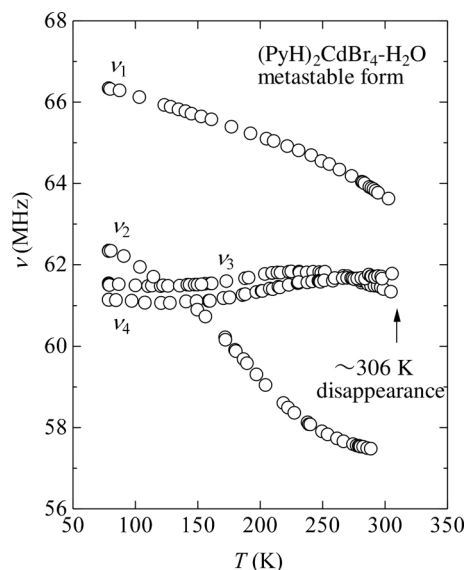 68
(PyH)2CdBr4-H2O
metastable form
ν1
66
64
ν (MHz)
ν2
62
ν3
ν4
~306 K
disappearance
60
58
56
50 100 150 200 250 300 350
T (K)